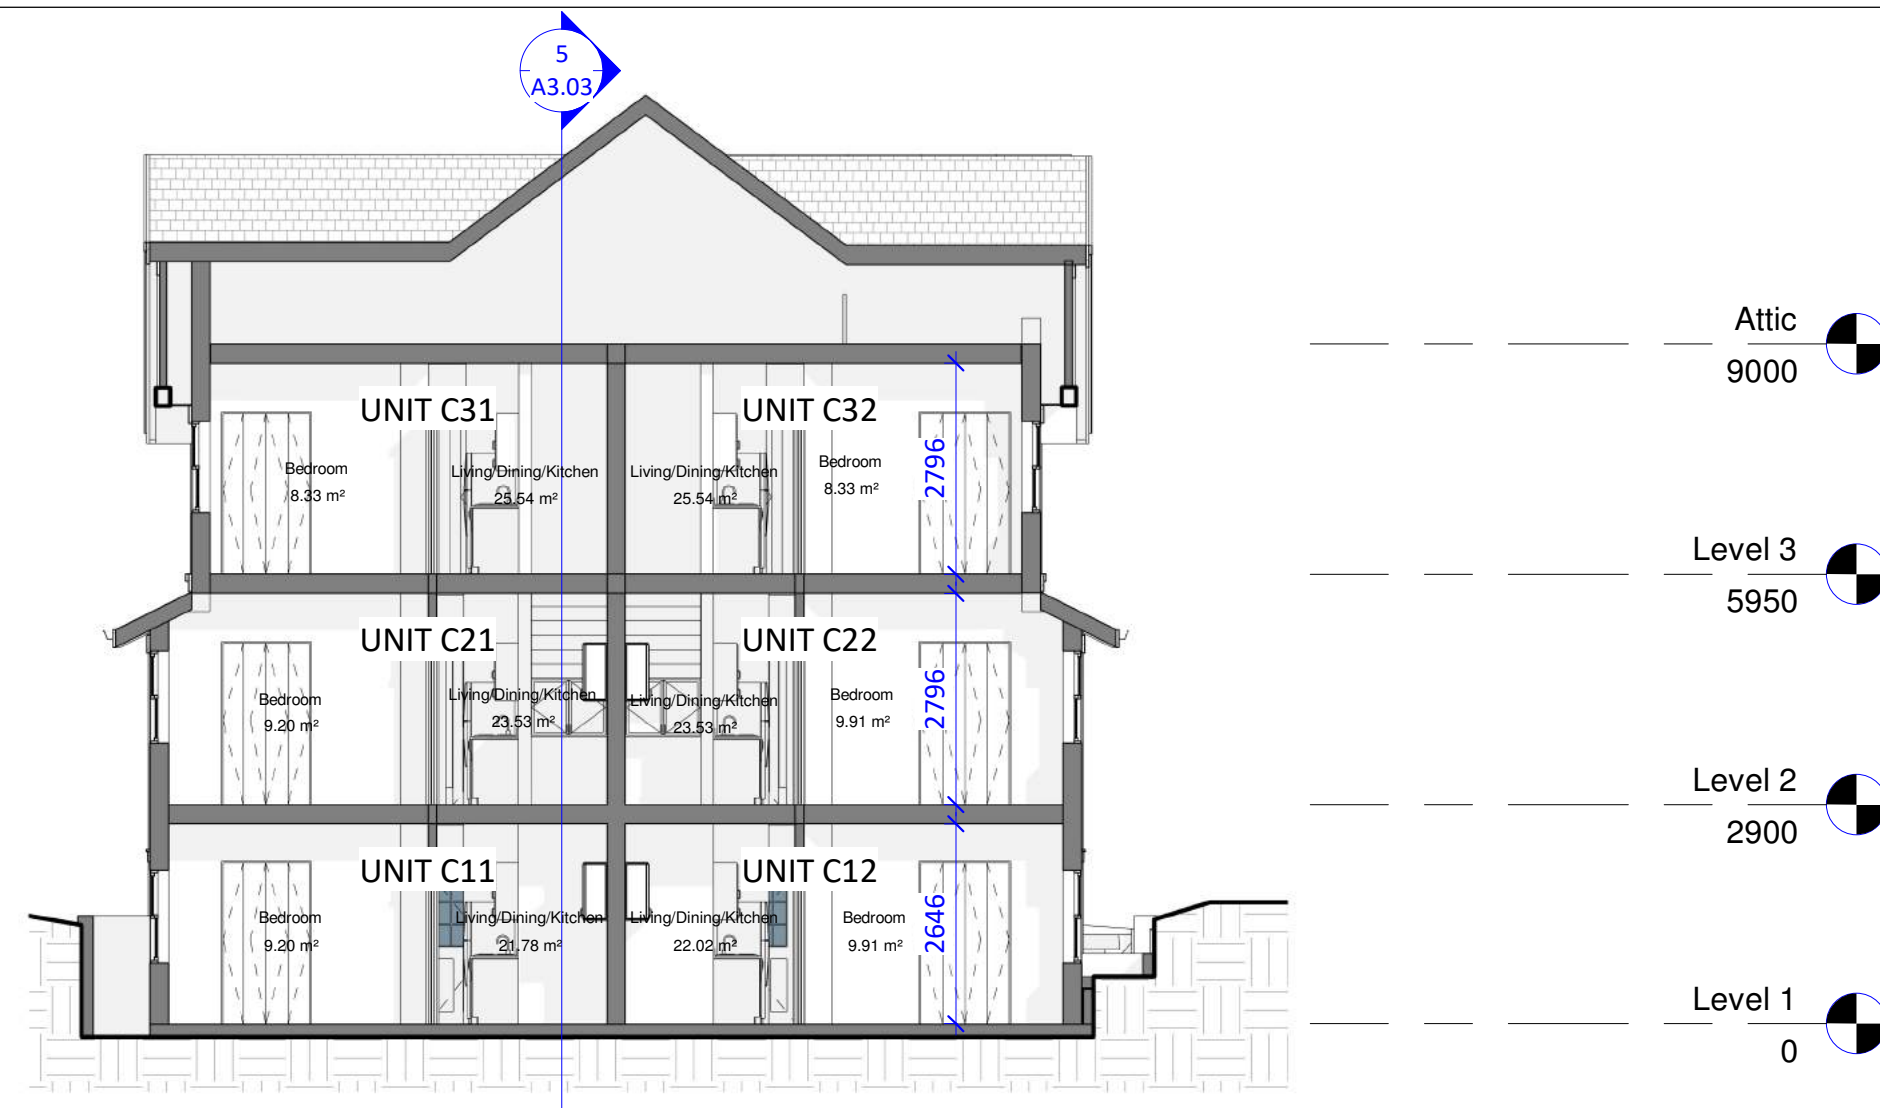 5
A3.03
Attic
9000
UNIT C31
UNIT C32
Bedroom
8.33 m²
Living/Dining/Kitchen
25.54 m²
Living/Dining/Kitchen
25.54 m²
Bedroom
8.33 m²
2796
Level 3
5950
UNIT C21
UNIT C22
Bedroom
9.20 m²
Living/Dining/Kitchen
23.53 m²
Living/Dining/Kitchen
23.53 m²
Bedroom
9.91 m²
2796
Level 2
2900
UNIT C11
UNIT C12
Bedroom
9.20 m²
Living/Dining/Kitchen
21.78 m²
Living/Dining/Kitchen
22.02 m²
Bedroom
9.91 m²
2646
Level 1
0